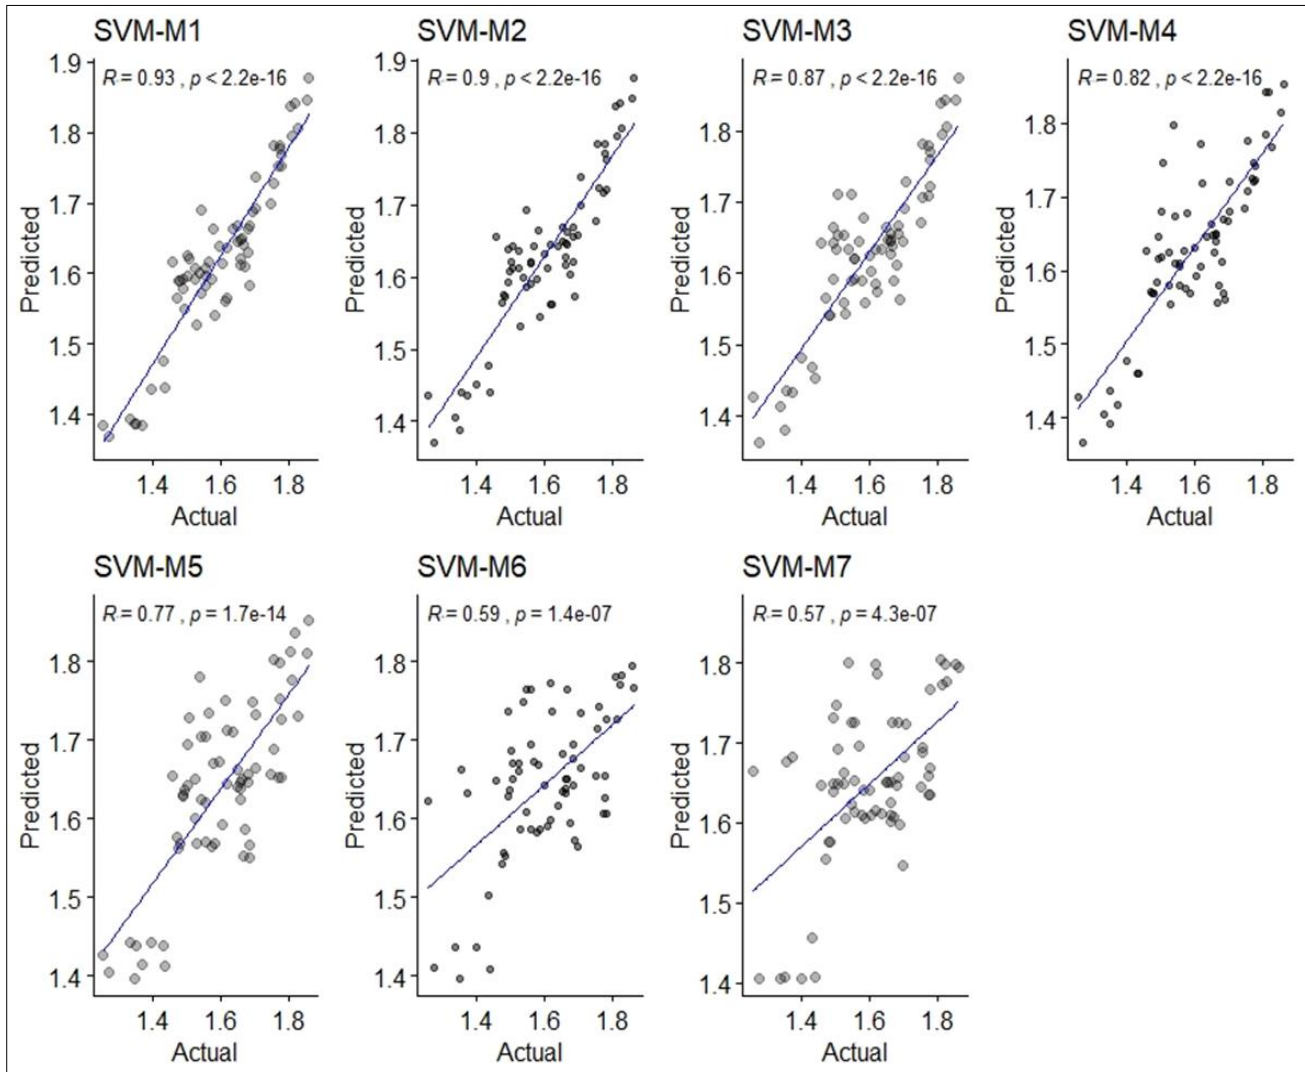 SVM-M1
R = 0.93 , p < 2.2e-16
1.9
1.8
1.7
1.6
1.5
1.4
Predicted
1.4 1.6 1.8
Actual
SVM-M2
R = 0.9 , p < 2.2e-16
1.9
1.8
1.7
1.6
1.5
1.4
Predicted
1.4 1.6 1.8
Actual
SVM-M3
R = 0.87 , p < 2.2e-16
1.8
1.7
1.6
1.5
1.4
Predicted
1.4 1.6 1.8
Actual
SVM-M4
R = 0.82 , p < 2.2e-16
1.8
1.7
1.6
1.5
1.4
Predicted
1.4 1.6 1.8
Actual
SVM-M5
R = 0.77 , p = 1.7e-14
1.8
1.7
1.6
1.5
1.4
Predicted
1.4 1.6 1.8
Actual
SVM-M6
R = 0.59 , p = 1.4e-07
1.8
1.7
1.6
1.5
1.4
Predicted
1.4 1.6 1.8
Actual
SVM-M7
R = 0.57 , p = 4.3e-07
1.8
1.7
1.6
1.5
1.4
Predicted
1.4 1.6 1.8
Actual